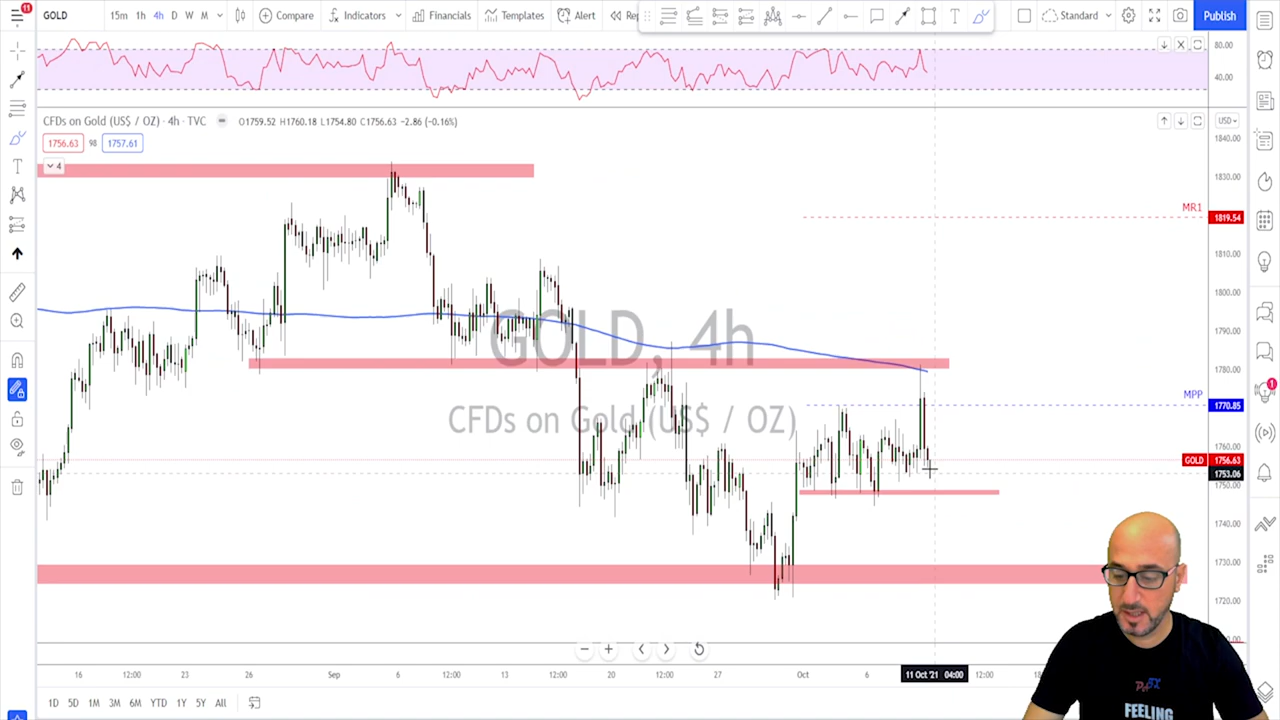 11
GOLD 15m 1h 4h D W M Compare Indicators Financials Templates Alert Standard Publish
80.00
40.00
CFDs on Gold (US$ / OZ) · 4h · TVC O1759.52 H1760.18 L1754.80 C1756.63 −2.86 (−0.16%)
USD
1756.63 98 1757.61
4
1840.00
1830.00
MR1
1819.54
1810.00
1800.00
1790.00
1780.00
GOLD, 4h
CFDs on Gold (US$ / OZ)
MPP
1770.85
1
1760.00
GOLD 1756.63
1753.06
1750.00
1740.00
1730.00
1720.00
16 12:00 23 26 12:00 Sep 6 12:00 13 12:00 20 12:00 27 Oct 6 11 Oct '21 04:00 12:00
1D 5D 1M 3M 6M YTD 1Y 5Y All
FEELING